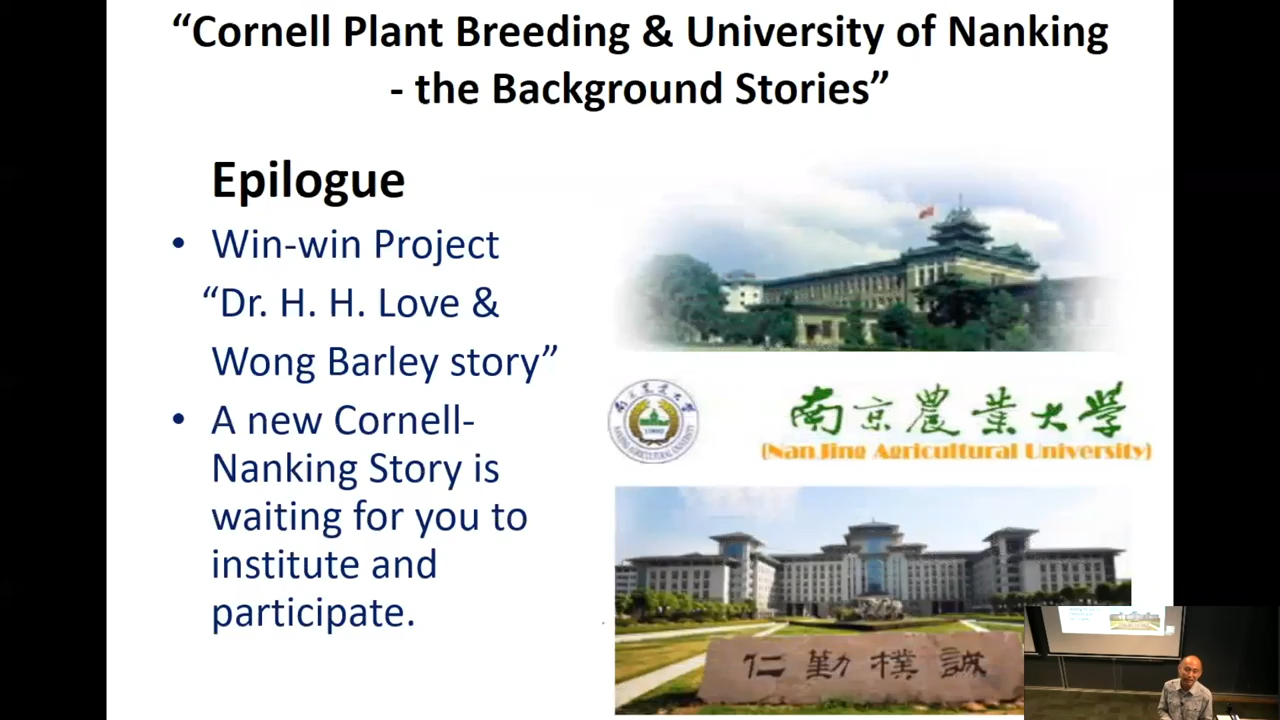 “Cornell Plant Breeding & University of Nanking
- the Background Stories”
Epilogue
• Win-win Project
“Dr. H. H. Love &
Wong Barley story”
• A new Cornell-
Nanking Story is
waiting for you to
institute and
participate.
南京農業大学
(NanJing Agricultural University)
仁勤樸誠